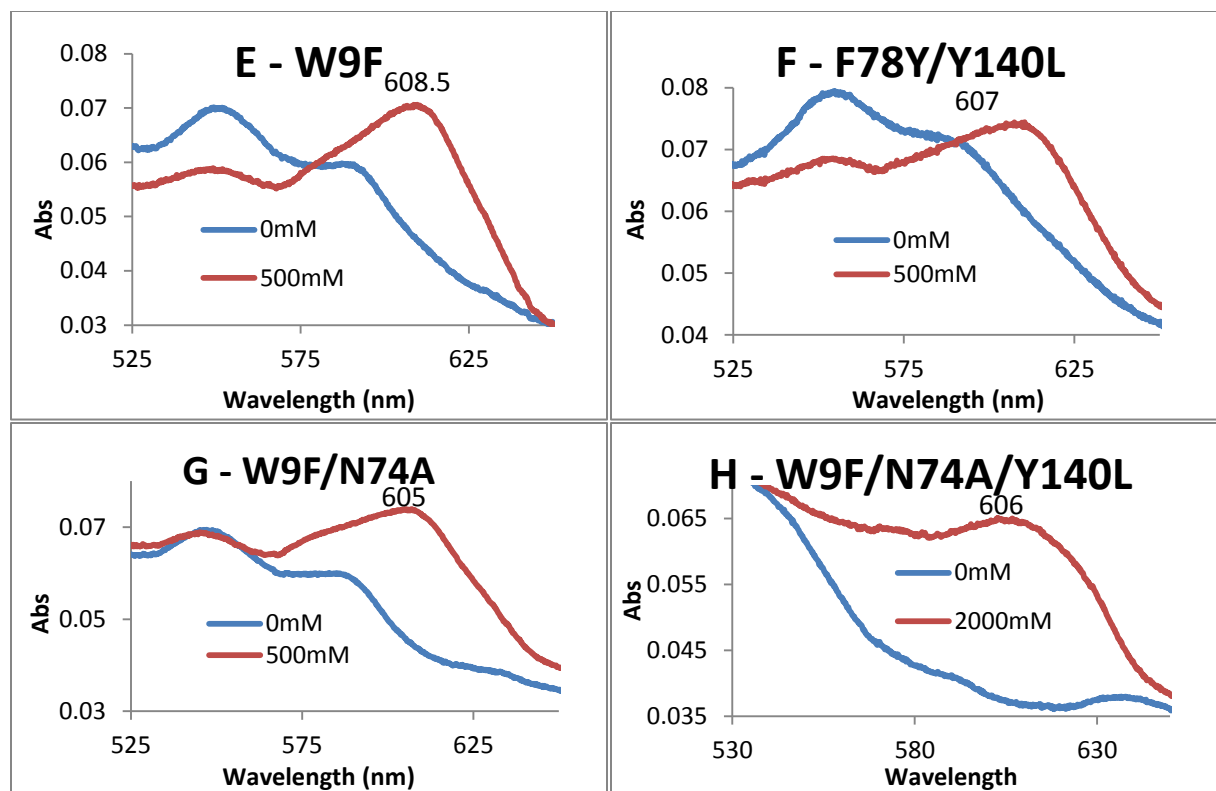 E - W9F
608.5
0.08
0.07
0.06
0.05
0.04
0.03
Abs
0mM
500mM
525
575
625
Wavelength (nm)
F - F78Y/Y140L
607
0.08
0.07
0.06
0.05
0.04
Abs
0mM
500mM
525
575
625
Wavelength (nm)
G - W9F/N74A
605
0.07
0.05
0.03
Abs
0mM
500mM
525
575
625
Wavelength (nm)
H - W9F/N74A/Y140L
606
0.065
0.055
0.045
0.035
Abs
0mM
2000mM
530
580
630
Wavelength